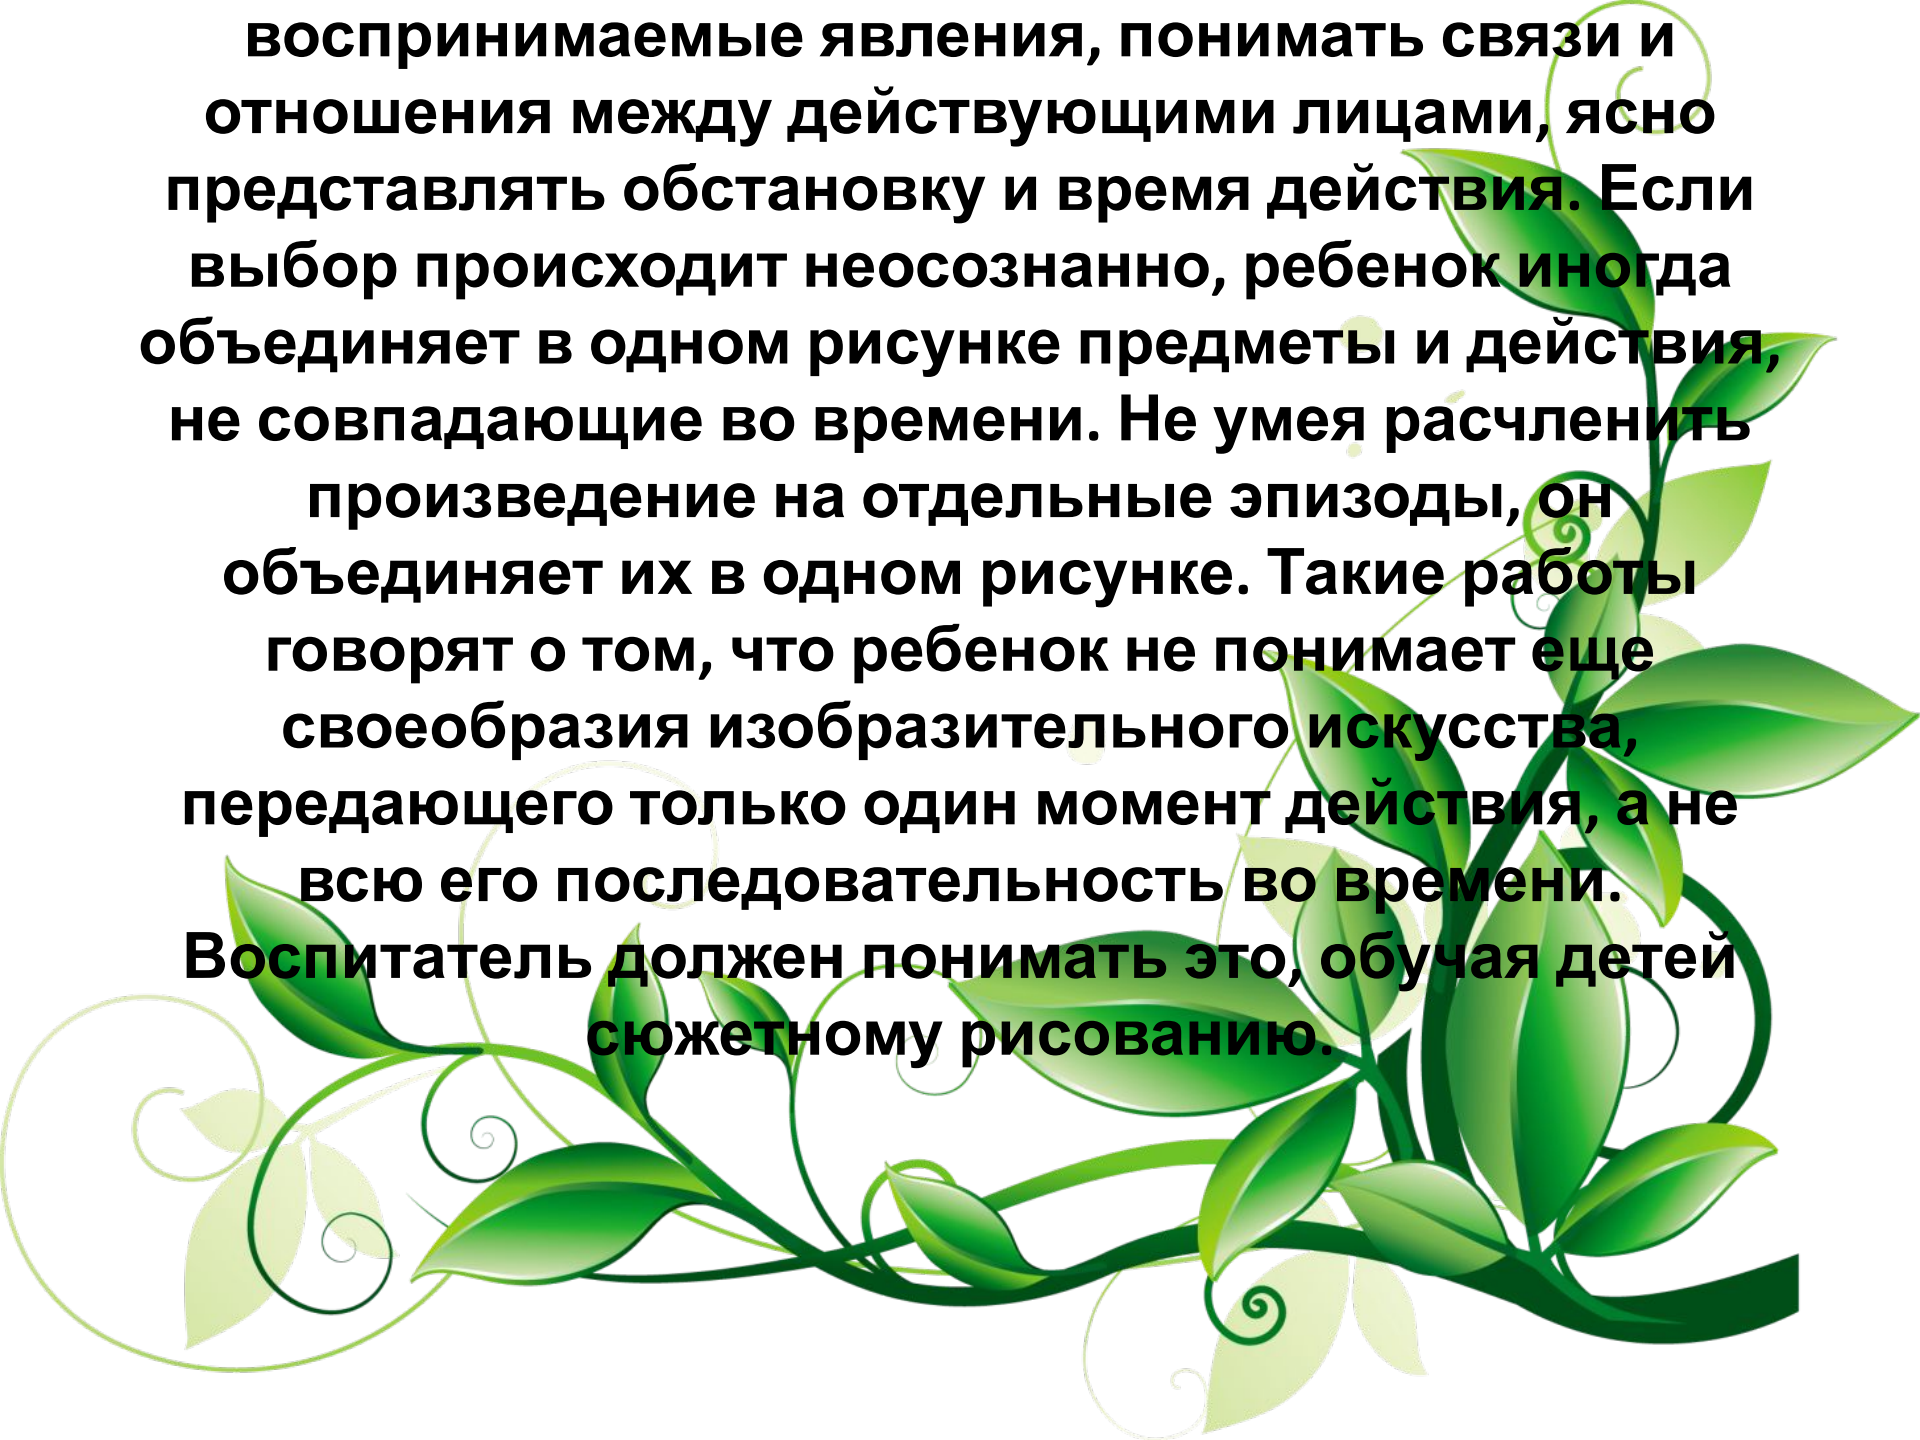 воспринимаемые явления, понимать связи и
отношения между действующими лицами, ясно
представлять обстановку и время действия. Если
выбор происходит неосознанно, ребенок иногда
объединяет в одном рисунке предметы и действия,
не совпадающие во времени. Не умея расчленить
произведение на отдельные эпизоды, он
объединяет их в одном рисунке. Такие работы
говорят о том, что ребенок не понимает еще
своеобразия изобразительного искусства,
передающего только один момент действия, а не
всю его последовательность во времени.
Воспитатель должен понимать это, обучая детей
сюжетному рисованию.